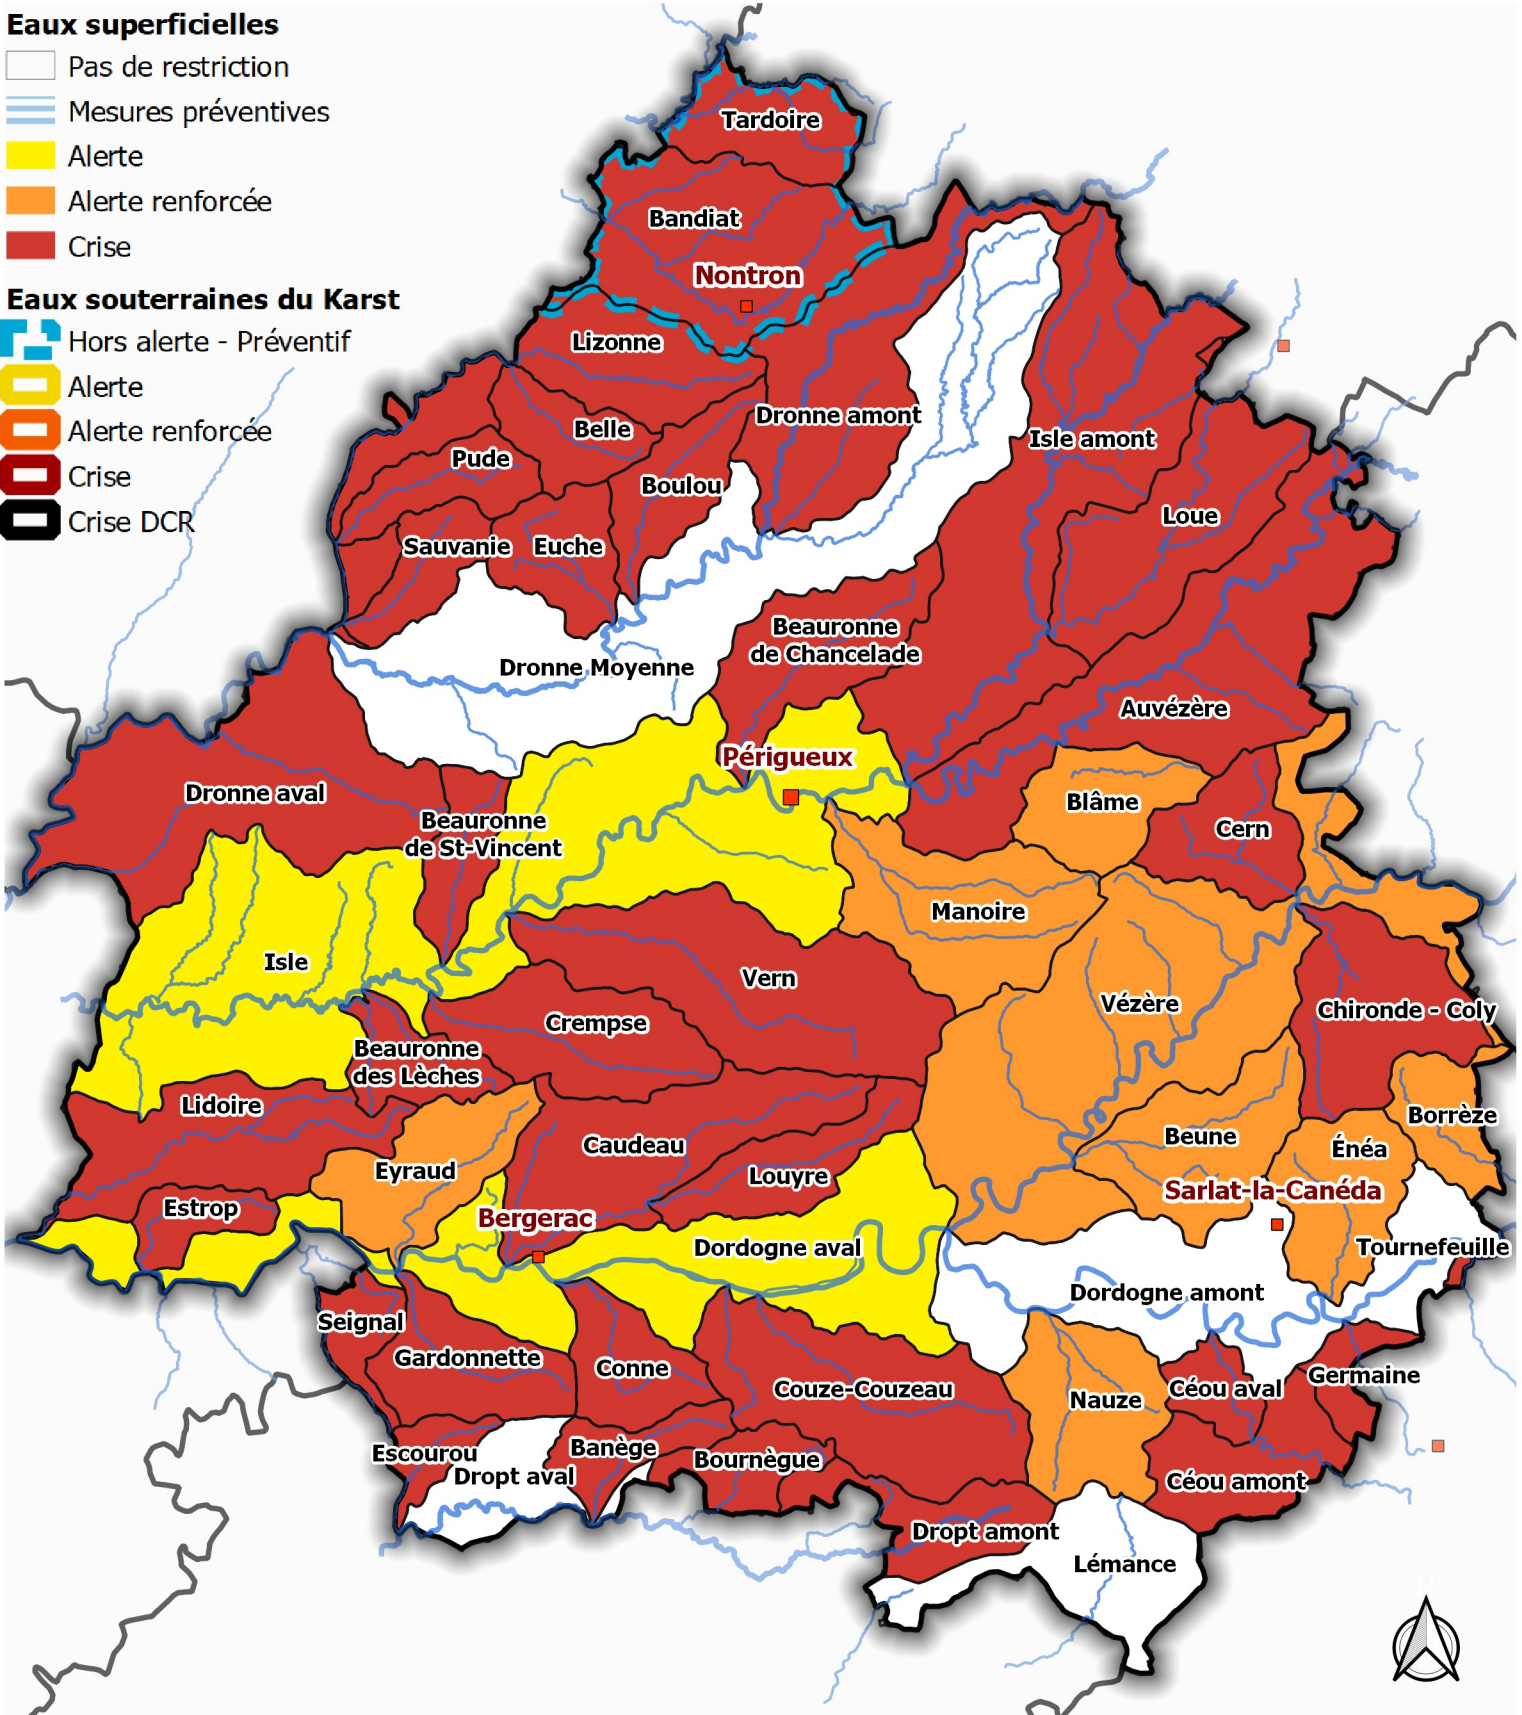 Eaux superficielles
Pas de restriction
Mesures préventives
Alerte
Alerte renforcée
Crise
Eaux souterraines du Karst
Hors alerte - Préventif
Alerte
Alerte renforcée
Crise
Crise DCR
Tardoire
Bandiat
Nontron
Lizonne
Dronne amont
Belle
Isle amont
Pude
Boulou
Loue
Sauvanie
Euche
Beauronne
de Chancelade
Dronne Moyenne
Auvézère
Périgueux
Dronne aval
Blâme
Beauronne
de St-Vincent
Cern
Manoire
Isle
Vern
Vézère
Chironde - Coly
Crempse
Beauronne
des Lèches
Lidoire
Borrèze
Beune
Caudeau
Énéa
Eyraud
Louyre
Sarlat-la-Canéda
Estrop
Bergerac
Dordogne aval
Tournefeuille
Dordogne amont
Seignal
Gardonnette
Conne
Germaine
Couze-Couzeau
Céou aval
Nauze
Banège
Escourou
Bournègue
Dropt aval
Céou amont
Dropt amont
Lémance